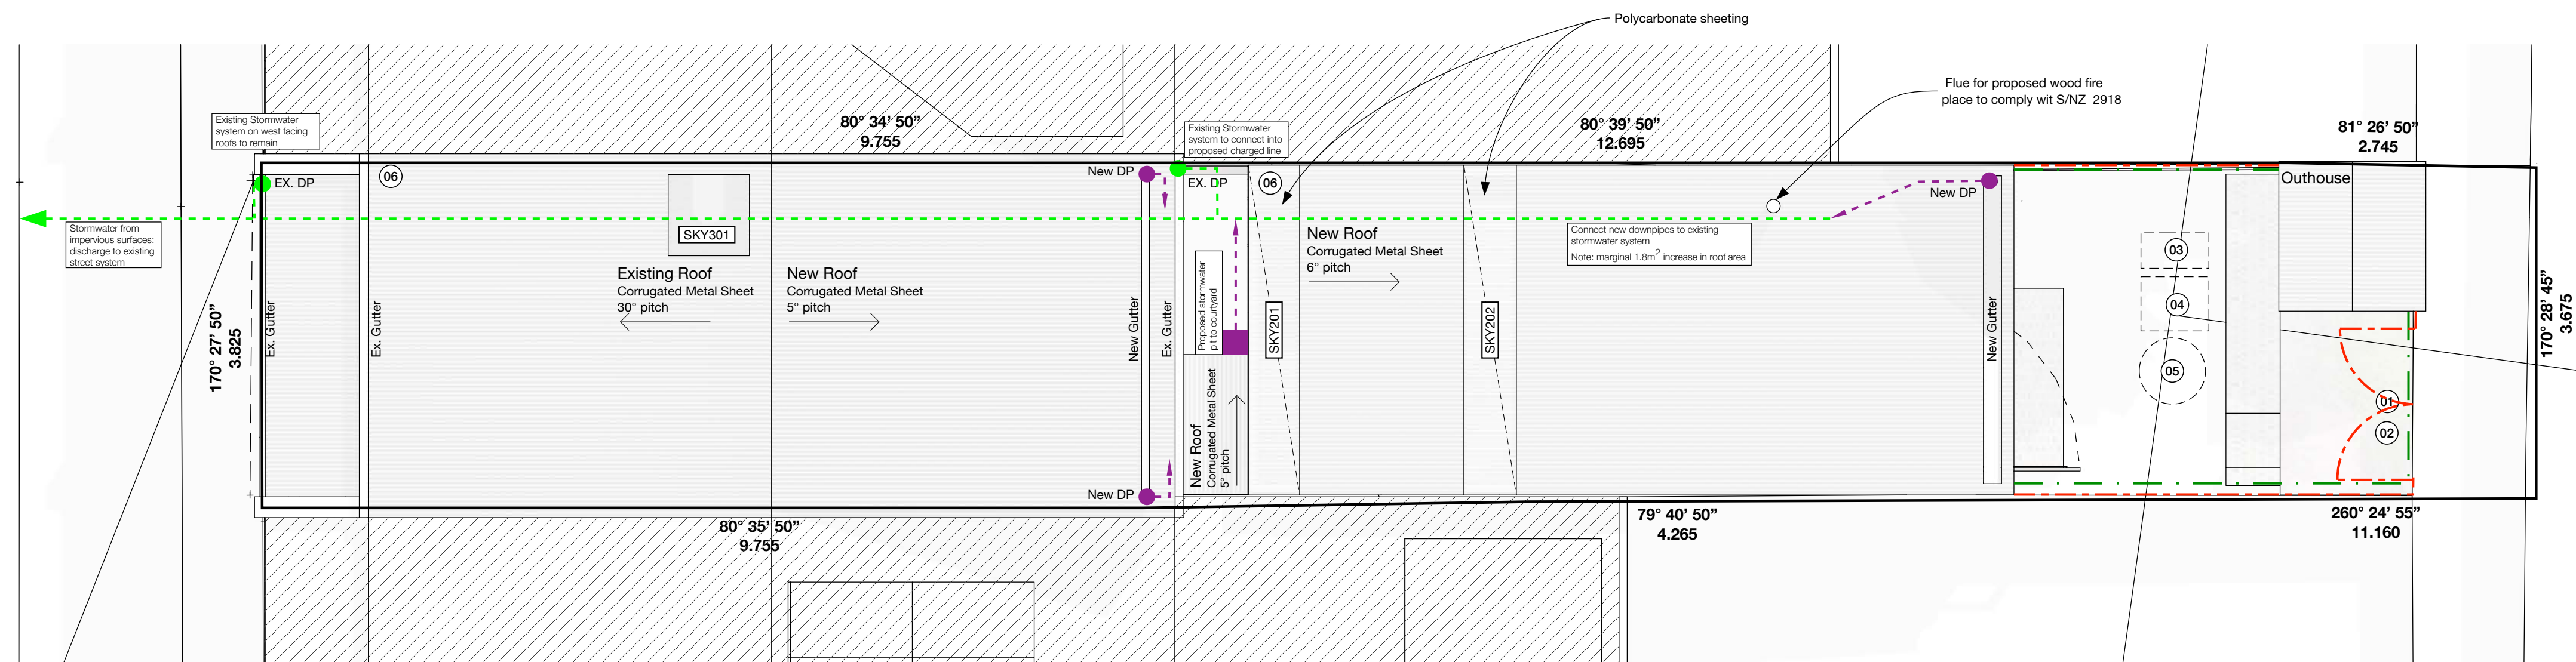 Polycarbonate sheeting
Flue for proposed wood fire
place to comply wit S/NZ 2918
Existing Stormwater
system on west facing
roofs to remain
80° 34’ 50”
9.755
Existing Stormwater
system to connect into
proposed charged line
80° 39’ 50”
12.695
81° 26’ 50”
2.745
EX. DP
06
New DP
EX. DP
06
New DP
Outhouse
Stormwater from
impervious surfaces:
discharge to existing
street system
SKY301
Existing Roof
Corrugated Metal Sheet
30° pitch
New Roof
Corrugated Metal Sheet
5° pitch
New Roof
Corrugated Metal Sheet
6° pitch
Connect new downpipes to existing
stormwater system
Note: marginal 1.8m2 increase in roof area
03
04
05
01
02
170° 27’ 50”
3.825
Ex. Gutter
Ex. Gutter
New Gutter
Ex. Gutter
Proposed stormwater
pit to courtyard
SKY201
SKY202
New Gutter
170° 28’ 45”
3.675
New Roof
Corrugated Metal Sheet
5° pitch
New DP
80° 35’ 50”
9.755
79° 40’ 50”
4.265
260° 24’ 55”
11.160